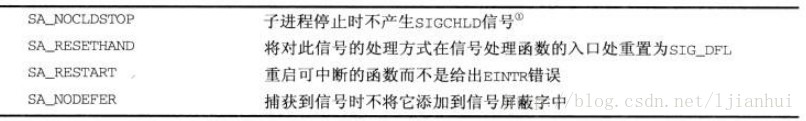 SA_NOCLDSTOP 子进程停止时不产生SIGCHLD信号①
SA_RESETHAND 将对此信号的处理方式在信号处理函数的入口处重置为SIG_DFL
SA_RESTART 重启可中断的函数而不是给出EINTR错误
SA_NODEFER 捕获到信号时不将它添加到信号屏蔽字中
//blog.csdn.net/ljianhui